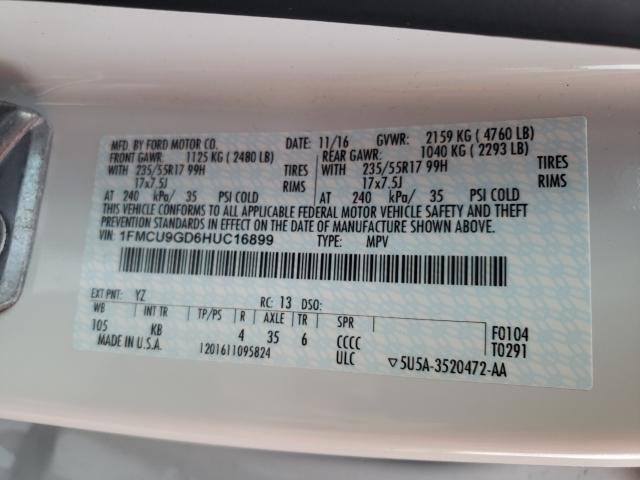 MFD. BY FORD MOTOR CO. DATE: 11/16 GVWR: 2159 KG (4760 LB)
FRONT GAWR: 1125 KG (2480 LB) REAR GAWR: 1040 KG (2293 LB)
WITH 235/55R17 99H TIRES WITH 235/55R17 99H TIRES
17x7.5J RIMS 17x7.5J RIMS
AT 240 kPa/ 35 PSI COLD AT 240 kPa/ 35 PSI COLD
THIS VEHICLE CONFORMS TO ALL APPLICABLE FEDERAL MOTOR VEHICLE SAFETY AND THEFT
PREVENTION STANDARDS IN EFFECT ON THE DATE OF MANUFACTURE SHOWN ABOVE.
VIN: 1FMCU9GD6HUC16899 TYPE: MPV
EXT PNT: YZ RC: 13 DSO:
WB INT TR TP/PS R AXLE TR SPR F0104
105 KB 4 35 6 CCCC T0291
MADE IN U.S.A. 1201611095824 ULC ▽5U5A-3520472-AA